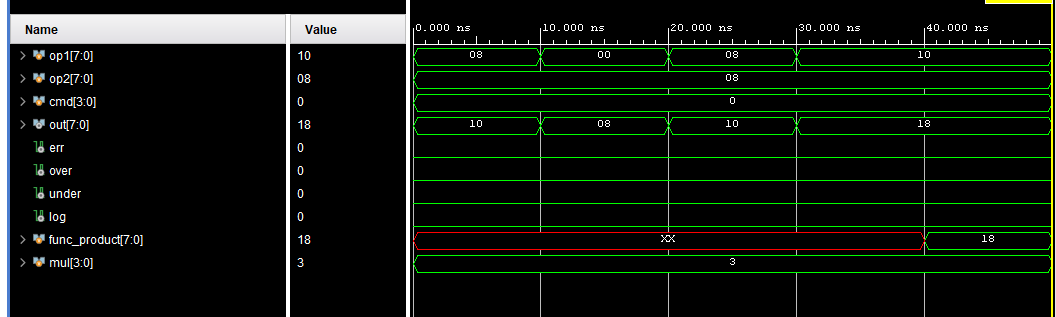 Name Value
0.000 ns 10.000 ns 20.000 ns 30.000 ns 40.000 ns
op1[7:0] 10 08 00 08 10
op2[7:0] 08 08
cmd[3:0] 0 0
out[7:0] 18 10 08 10 18
err 0
over 0
under 0
log 0
func_product[7:0] 18 XX 18
mul[3:0] 3 3